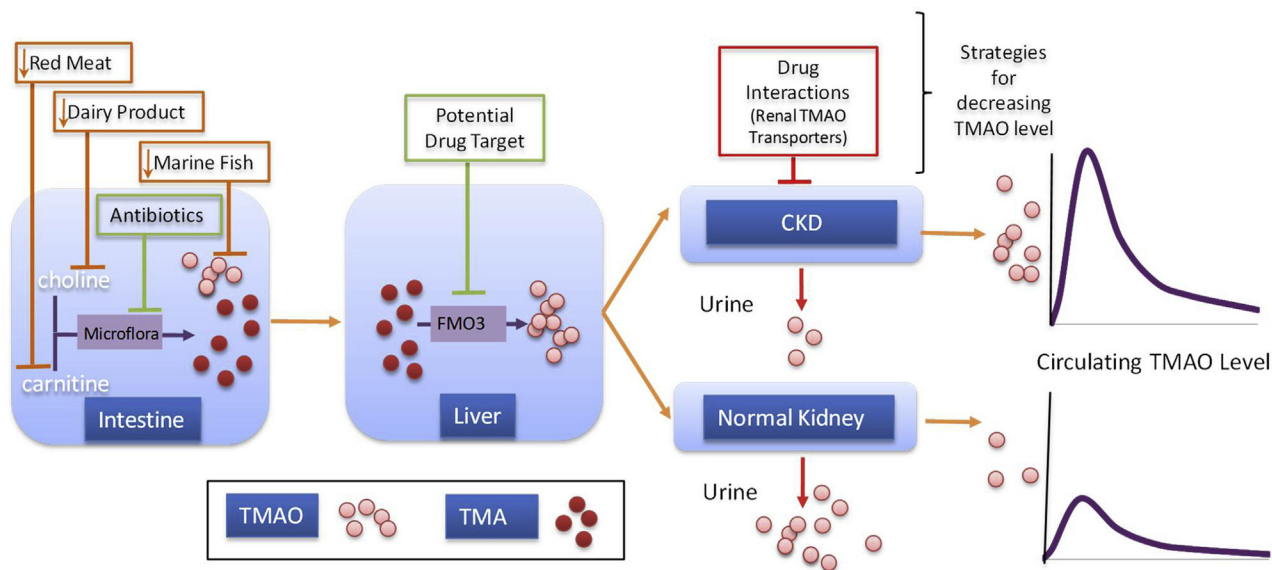 ↓Red Meat
↓Dairy Product
↓Marine Fish
Antibiotics
choline
Microflora
carnitine
Intestine
Potential
Drug Target
FMO3
Liver
Drug
Interactions
(Renal TMAO
Transporters)
CKD
Urine
Normal Kidney
Urine
Strategies
for
decreasing
TMAO level
Circulating TMAO Level
TMAO
TMA